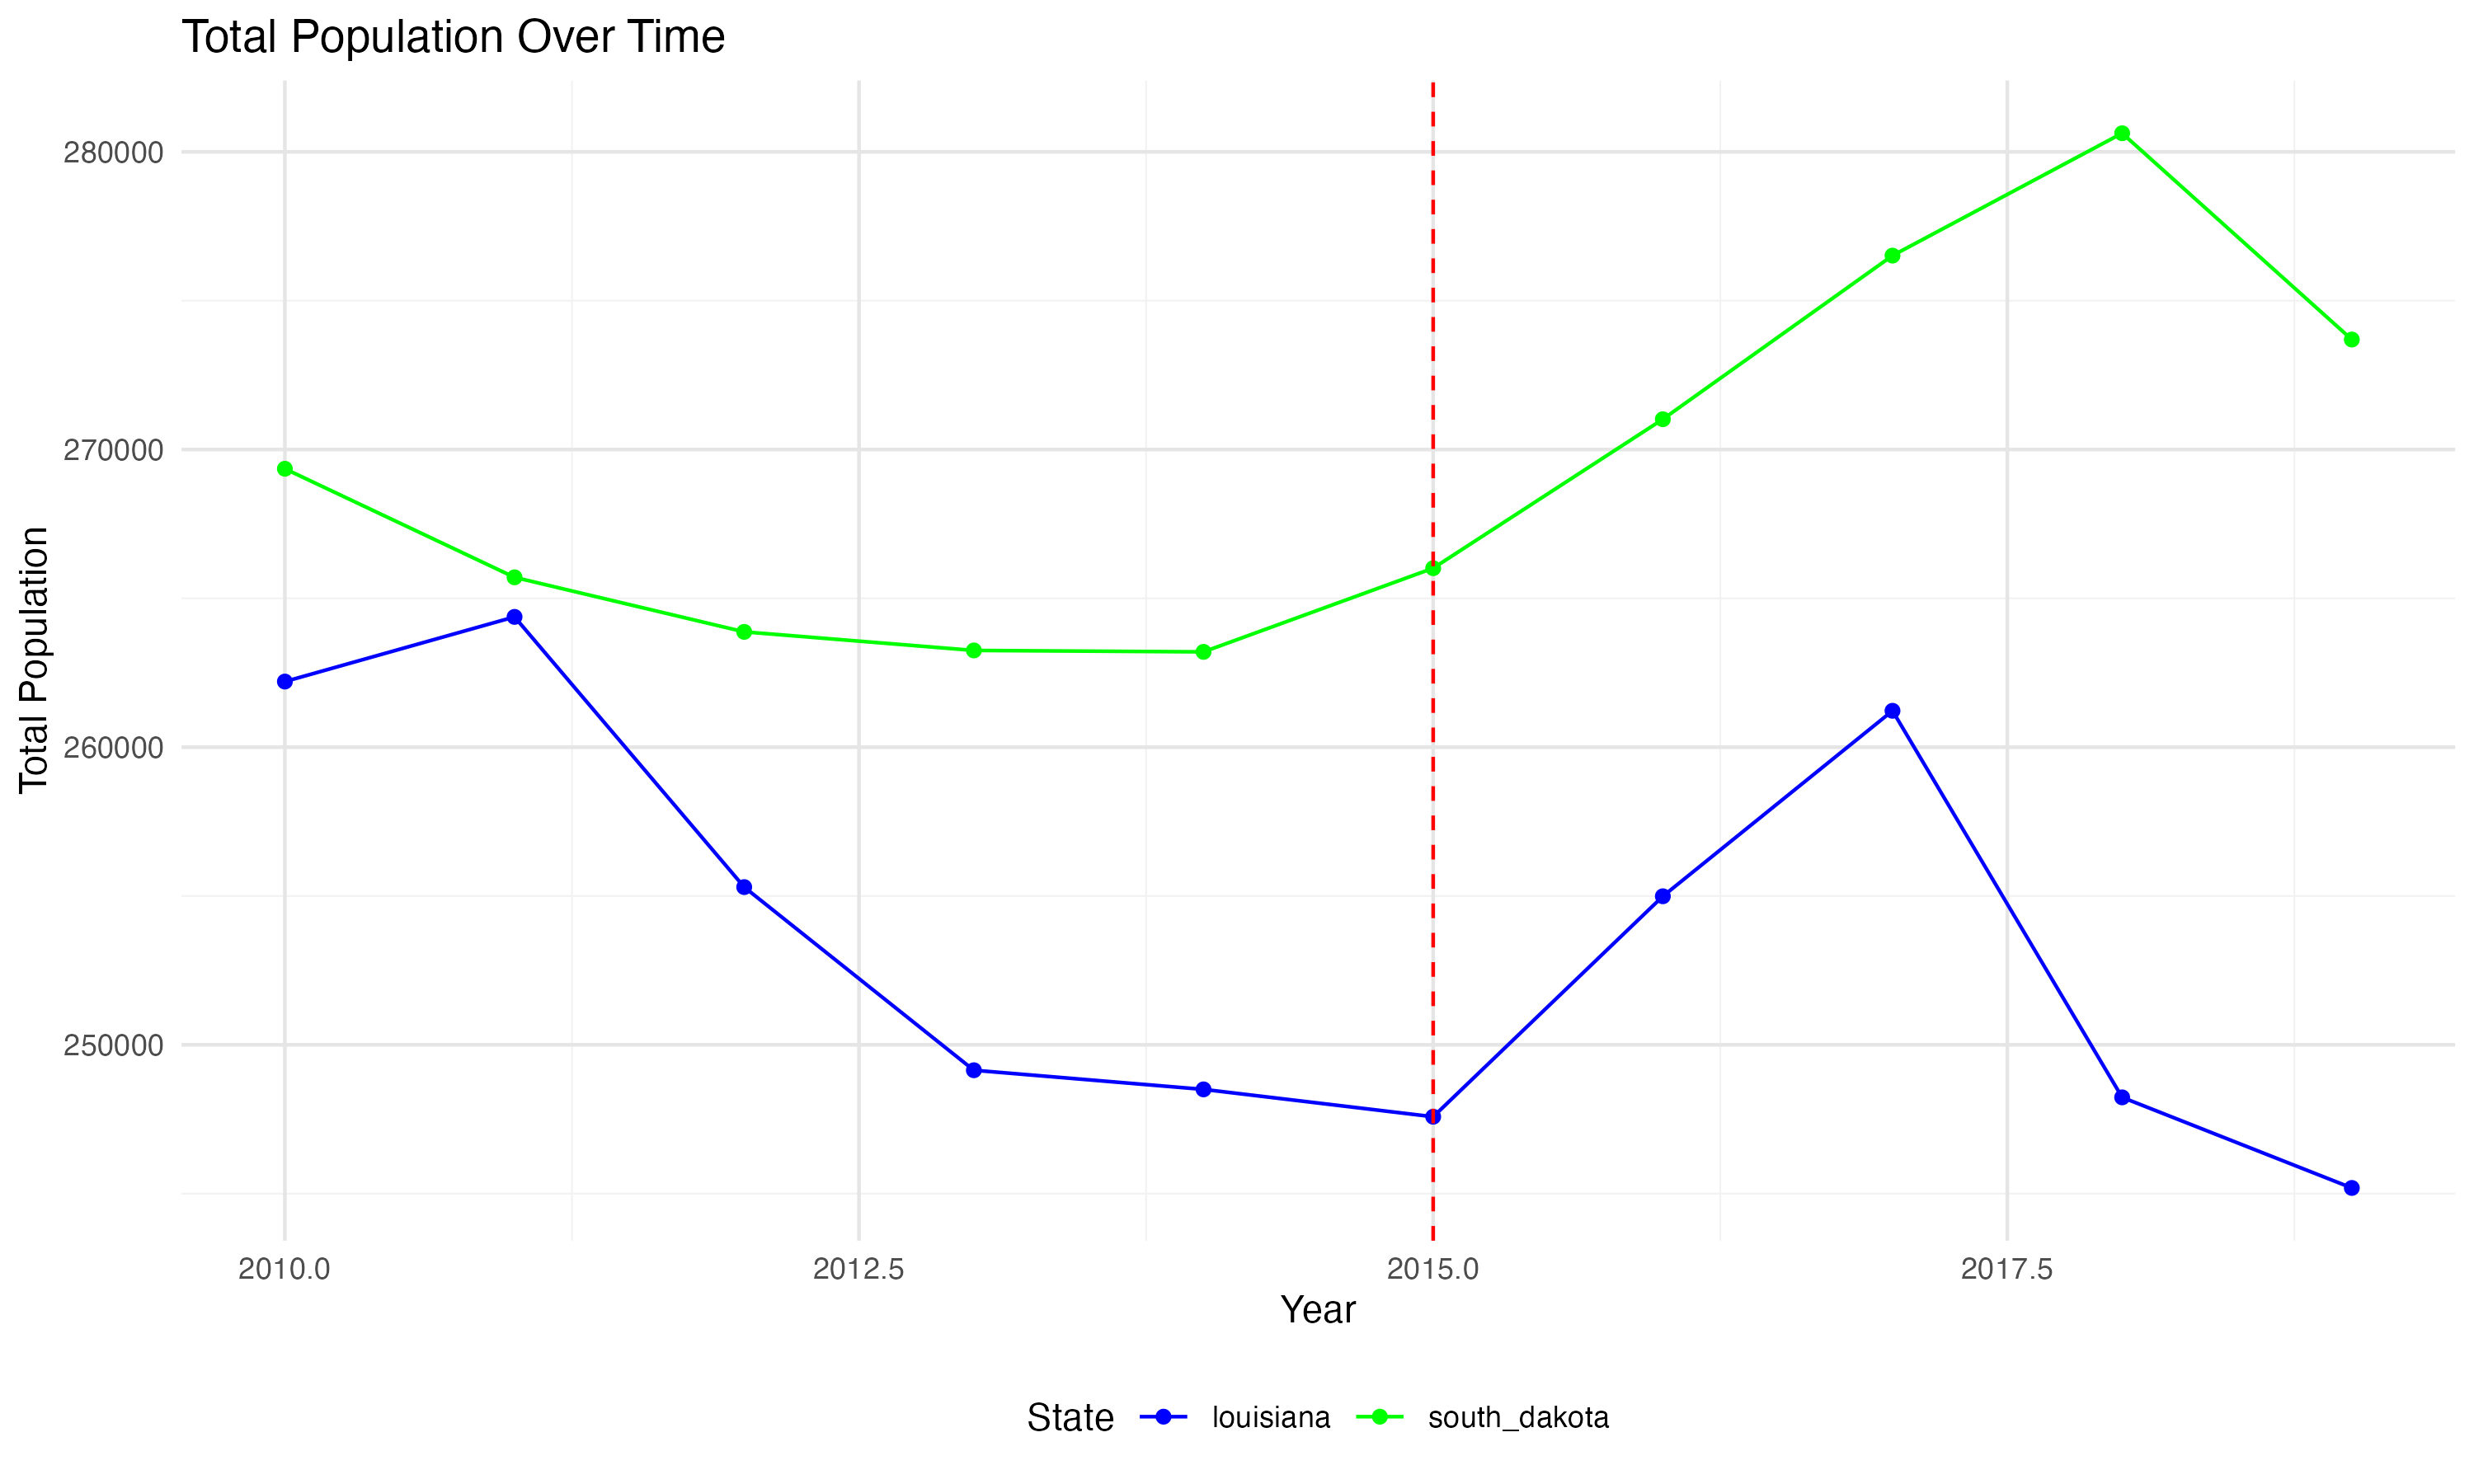 Total Population Over Time
Total Population
280000
270000
260000
250000
2010.0 2012.5 2015.0 2017.5
Year
State louisiana south_dakota